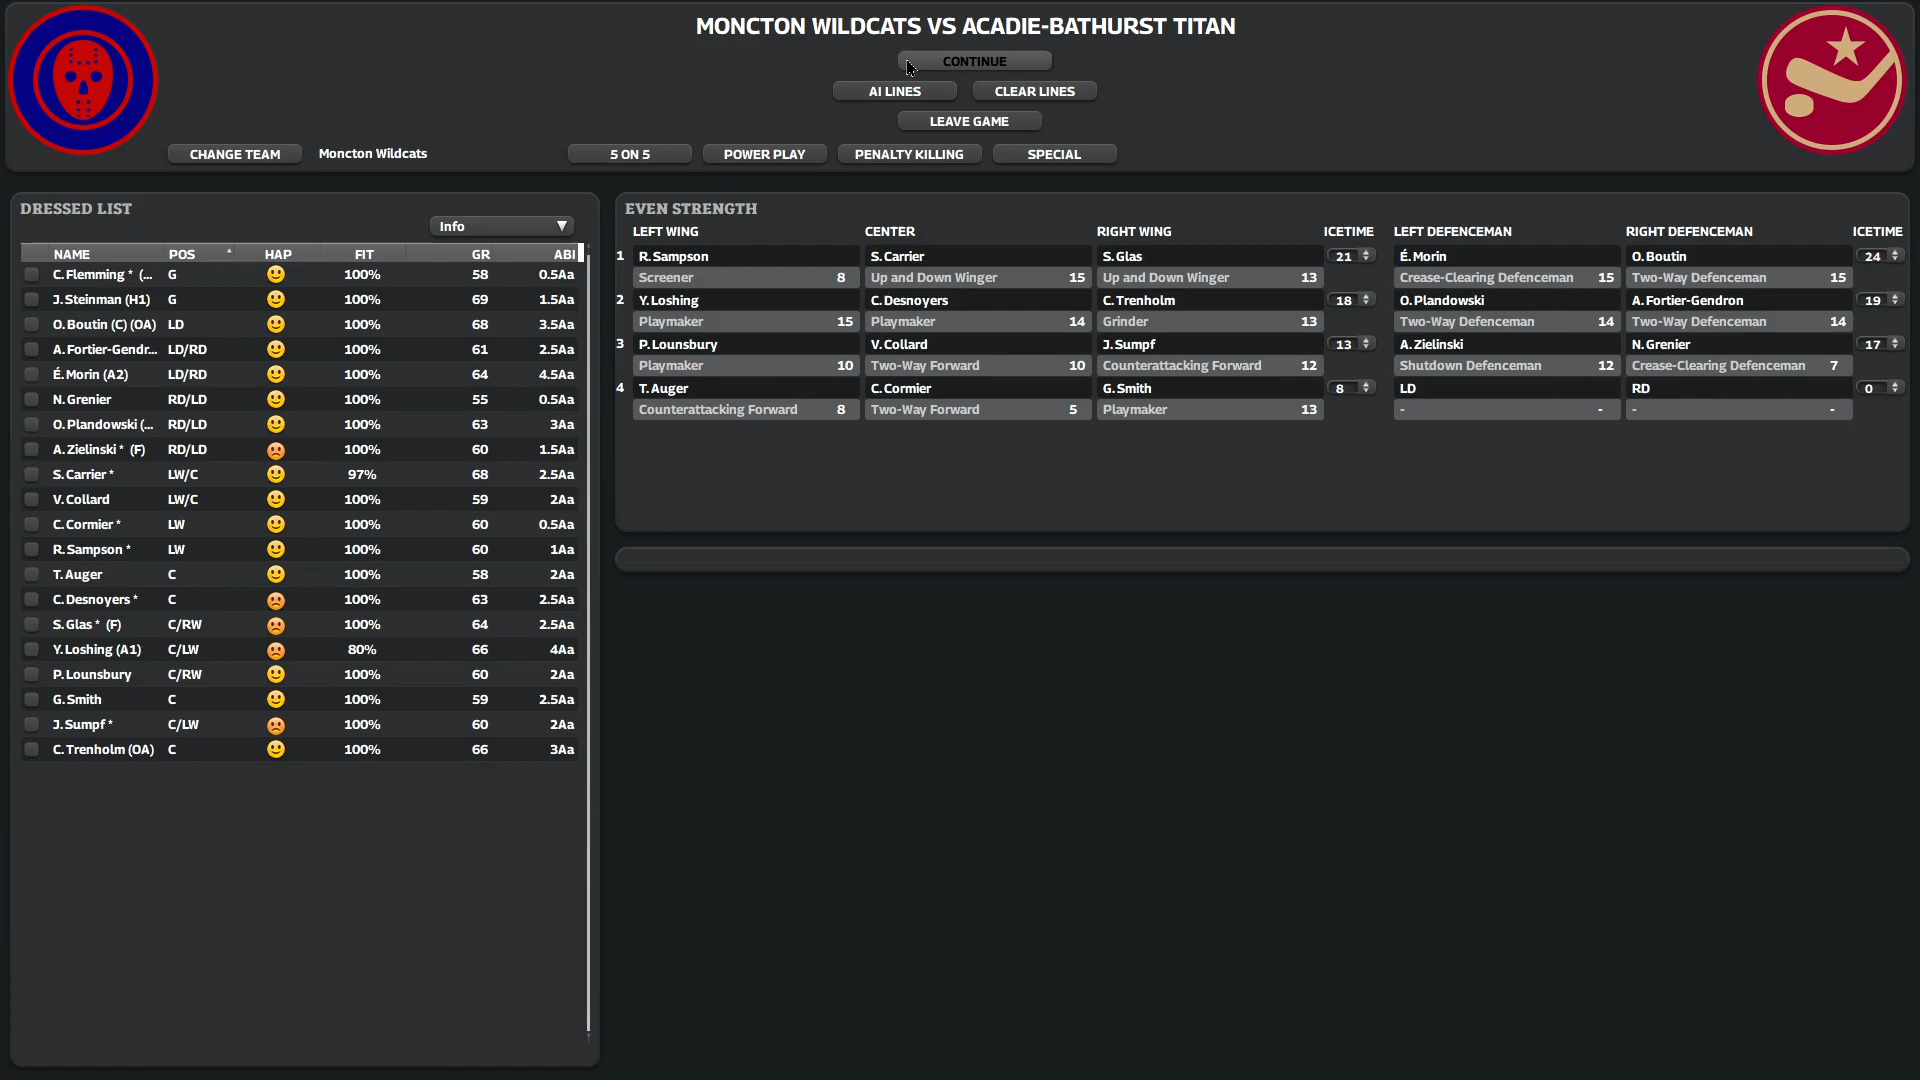 MONCTON WILDCATS VS ACADIE-BATHURST TITAN
CONTINUE
AI LINES CLEAR LINES
LEAVE GAME
CHANGE TEAM Moncton Wildcats 5 ON 5 POWER PLAY PENALTY KILLING SPECIAL
DRESSED LIST
Info
NAME POS HAP FIT GR ABI
C. Flemming * (... G 100% 58 0.5Aa
J. Steinman (H1) G 100% 69 1.5Aa
O. Boutin (C) (OA) LD 100% 68 3.5Aa
A. Fortier-Gendr... LD/RD 100% 61 2.5Aa
É. Morin (A2) LD/RD 100% 64 4.5Aa
N. Grenier RD/LD 100% 55 0.5Aa
O. Plandowski (... RD/LD 100% 63 3Aa
A. Zielinski * (F) RD/LD 100% 60 1.5Aa
S. Carrier * LW/C 97% 68 2.5Aa
V. Collard LW/C 100% 59 2Aa
C. Cormier * LW 100% 60 0.5Aa
R. Sampson * LW 100% 60 1Aa
T. Auger C 100% 58 2Aa
C. Desnoyers * C 100% 63 2.5Aa
S. Glas * (F) C/RW 100% 64 2.5Aa
Y. Loshing (A1) C/LW 80% 66 4Aa
P. Lounsbury C/RW 100% 60 2Aa
G. Smith C 100% 59 2.5Aa
J. Sumpf * C/LW 100% 60 2Aa
C. Trenholm (OA) C 100% 66 3Aa
EVEN STRENGTH
LEFT WING CENTER RIGHT WING ICETIME LEFT DEFENCEMAN RIGHT DEFENCEMAN ICETIME
1 R. Sampson S. Carrier S. Glas 21 É. Morin O. Boutin 24
Screener 8 Up and Down Winger 15 Up and Down Winger 13 Crease-Clearing Defenceman 15 Two-Way Defenceman 15
2 Y. Loshing C. Desnoyers C. Trenholm 18 O. Plandowski A. Fortier-Gendron 19
Playmaker 15 Playmaker 14 Grinder 13 Two-Way Defenceman 14 Two-Way Defenceman 14
3 P. Lounsbury V. Collard J. Sumpf 13 A. Zielinski N. Grenier 17
Playmaker 10 Two-Way Forward 10 Counterattacking Forward 12 Shutdown Defenceman 12 Crease-Clearing Defenceman 7
4 T. Auger C. Cormier G. Smith 8 LD RD 0
Counterattacking Forward 8 Two-Way Forward 5 Playmaker 13 - - - -